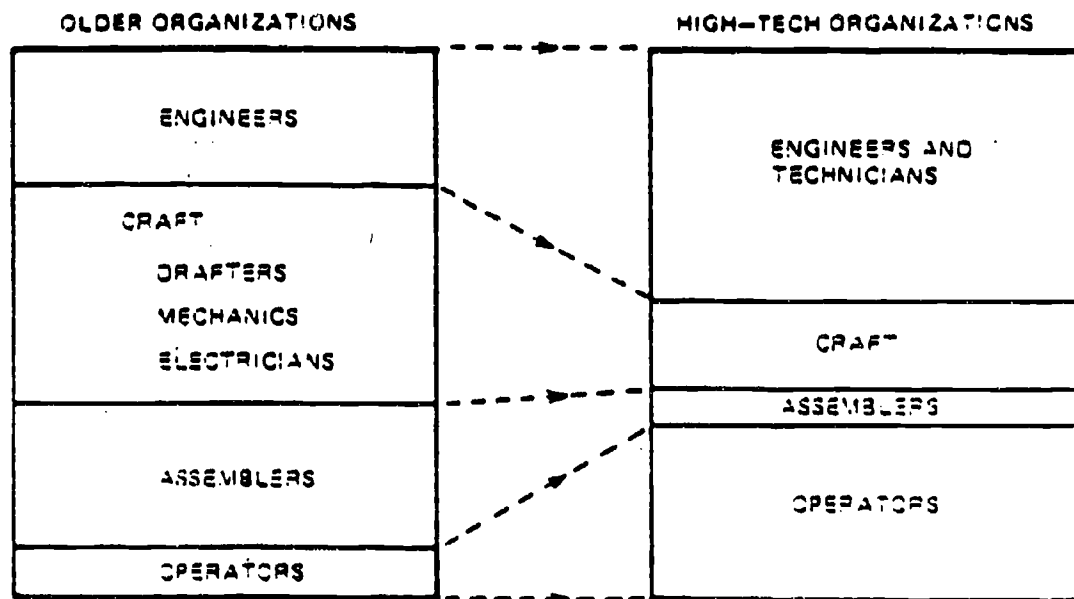 OLDER ORGANIZATIONS
HIGH-TECH ORGANIZATIONS
ENGINEERS
CRAFT
DRAFTERS
MECHANICS
ELECTRICIANS
ASSEMBLERS
OPERATORS
ENGINEERS AND
TECHNICIANS
CRAFT
ASSEMBLERS
OPERATORS